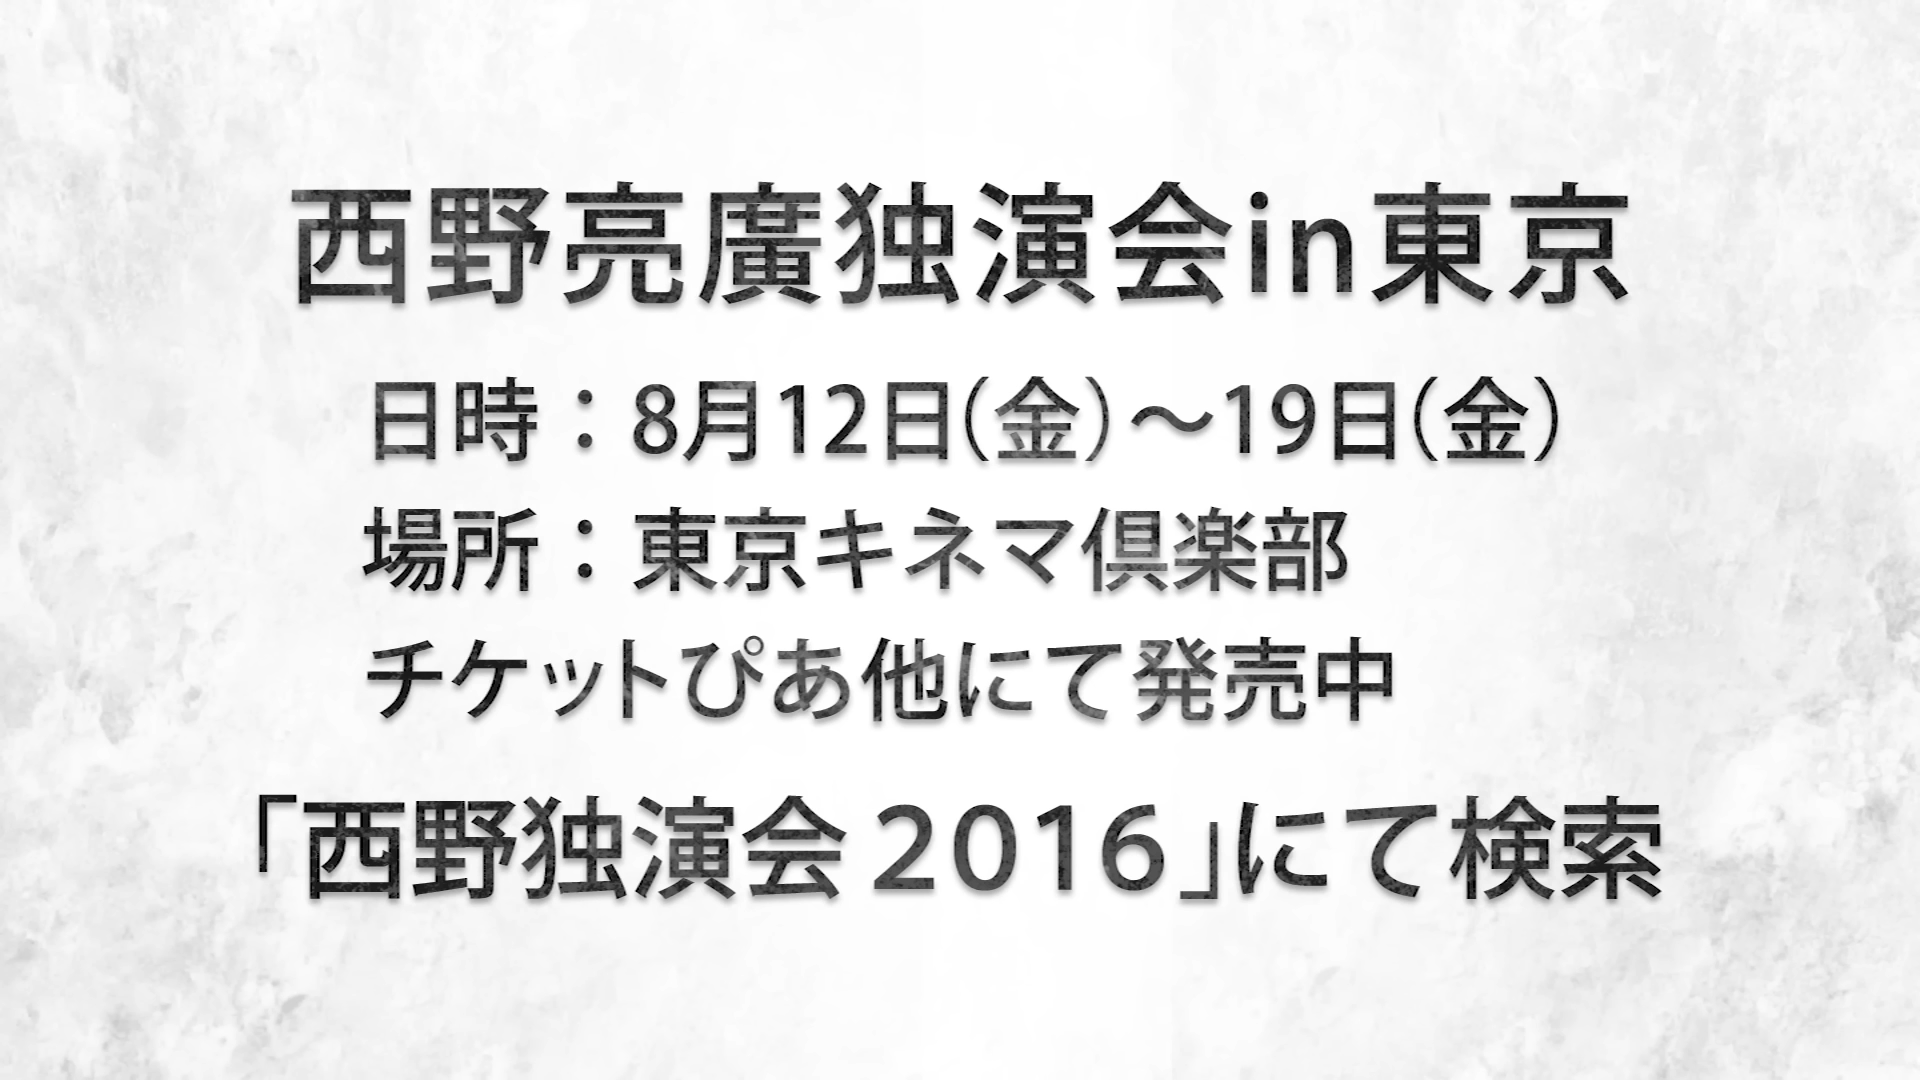 西野亮廣独演会in東京
日時：8月12日（金）～19日（金）
場所：東京キネマ倶楽部
チケットぴあ他にて発売中
「西野独演会２０１６」にて検索